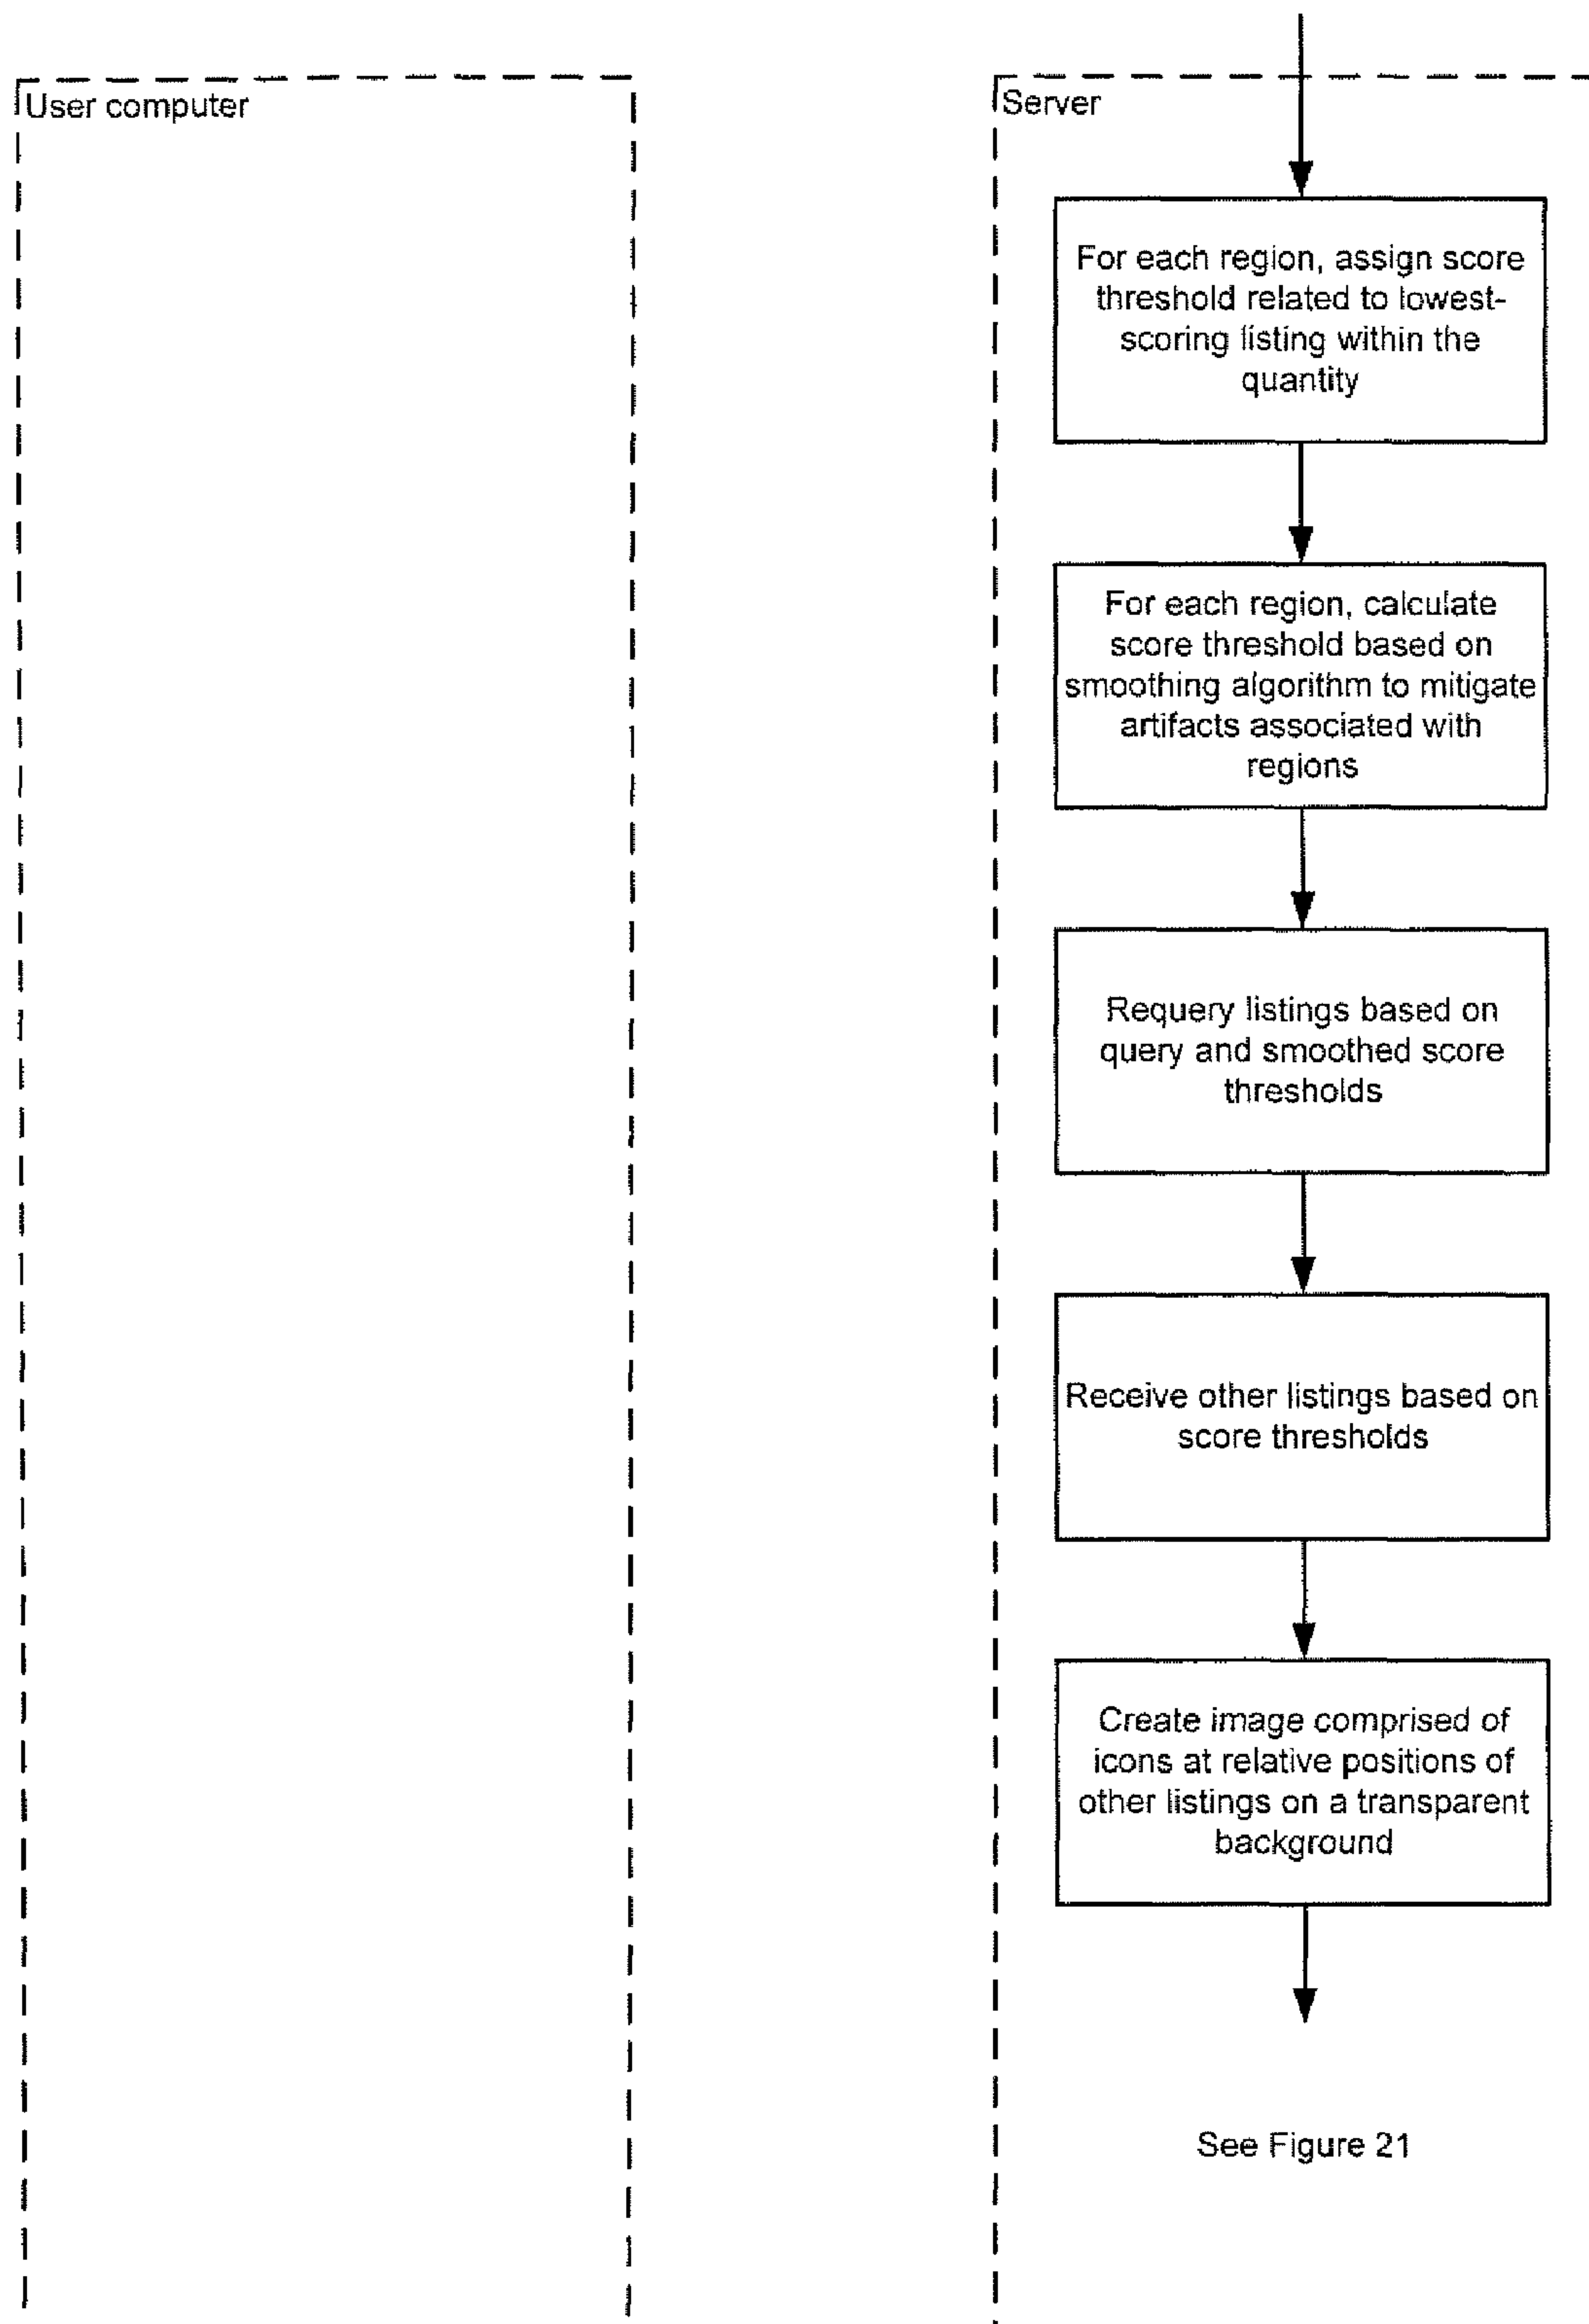 User computer
Server
For each region, assign score
threshold related to lowest-
scoring listing within the
quantity
For each region, calculate
score threshold based on
smoothing algorithm to mitigate
artifacts associated with
regions
Requery listings based on
query and smoothed score
thresholds
Receive other listings based on
score thresholds
Create image comprised of
icons at relative positions of
other listings on a transparent
background
See Figure 21